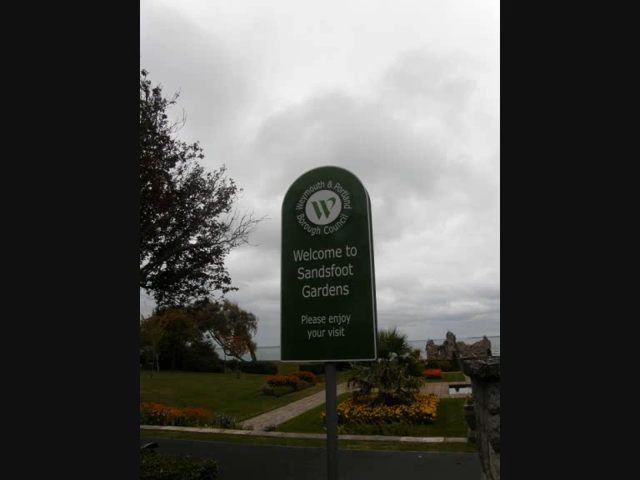 Weymouth & Portland
Borough Council
W
Welcome to
Sandsfoot
Gardens
Please enjoy
your visit